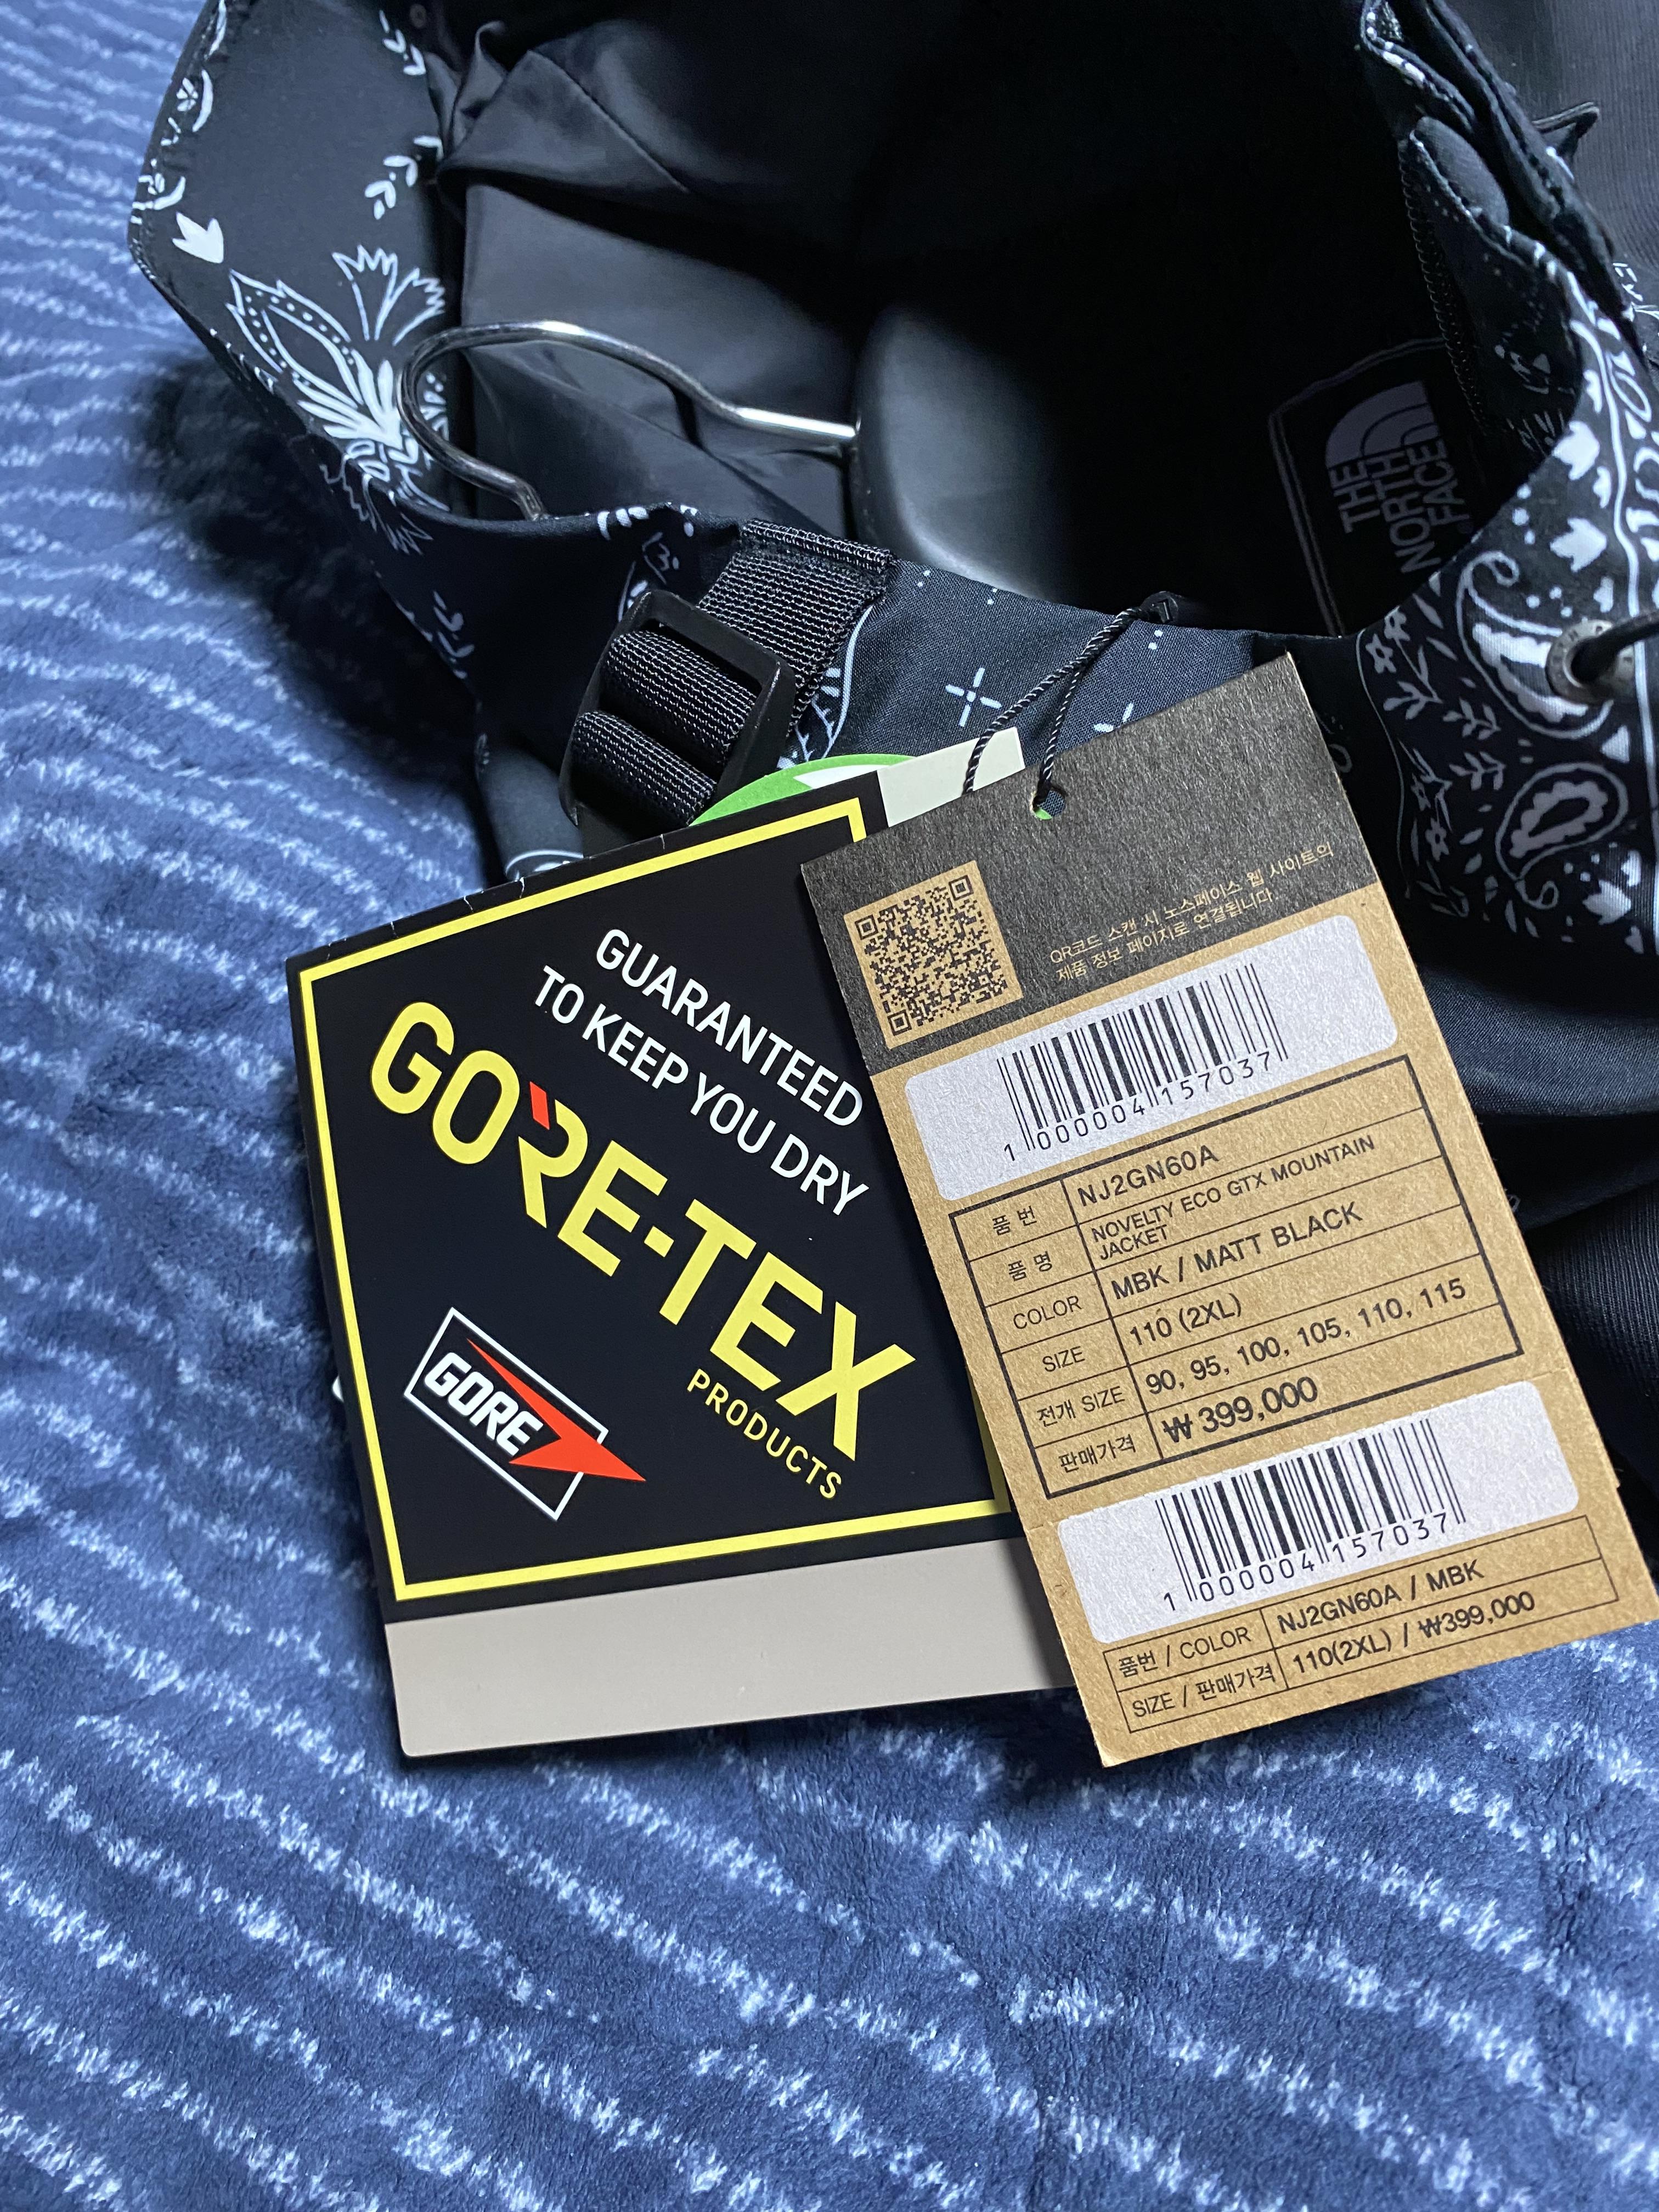 THE
NORTH
FACE
GUARANTEED
TO KEEP YOU DRY
GORE-TEX
PRODUCTS
GORE
QR코드 스캔 시 노스페이스 웹 사이트의
제품 정보 페이지로 연결됩니다.
1 000004 157037
품 번 NJ2GN60A
품 명 NOVELTY ECO GTX MOUNTAIN
JACKET
COLOR MBK / MATT BLACK
SIZE 110 (2XL)
전개 SIZE 90, 95, 100, 105, 110, 115
판매가격 ₩ 399,000
1 000004 157037
품번 / COLOR NJ2GN60A / MBK
SIZE / 판매가격 110(2XL) / ₩399,000